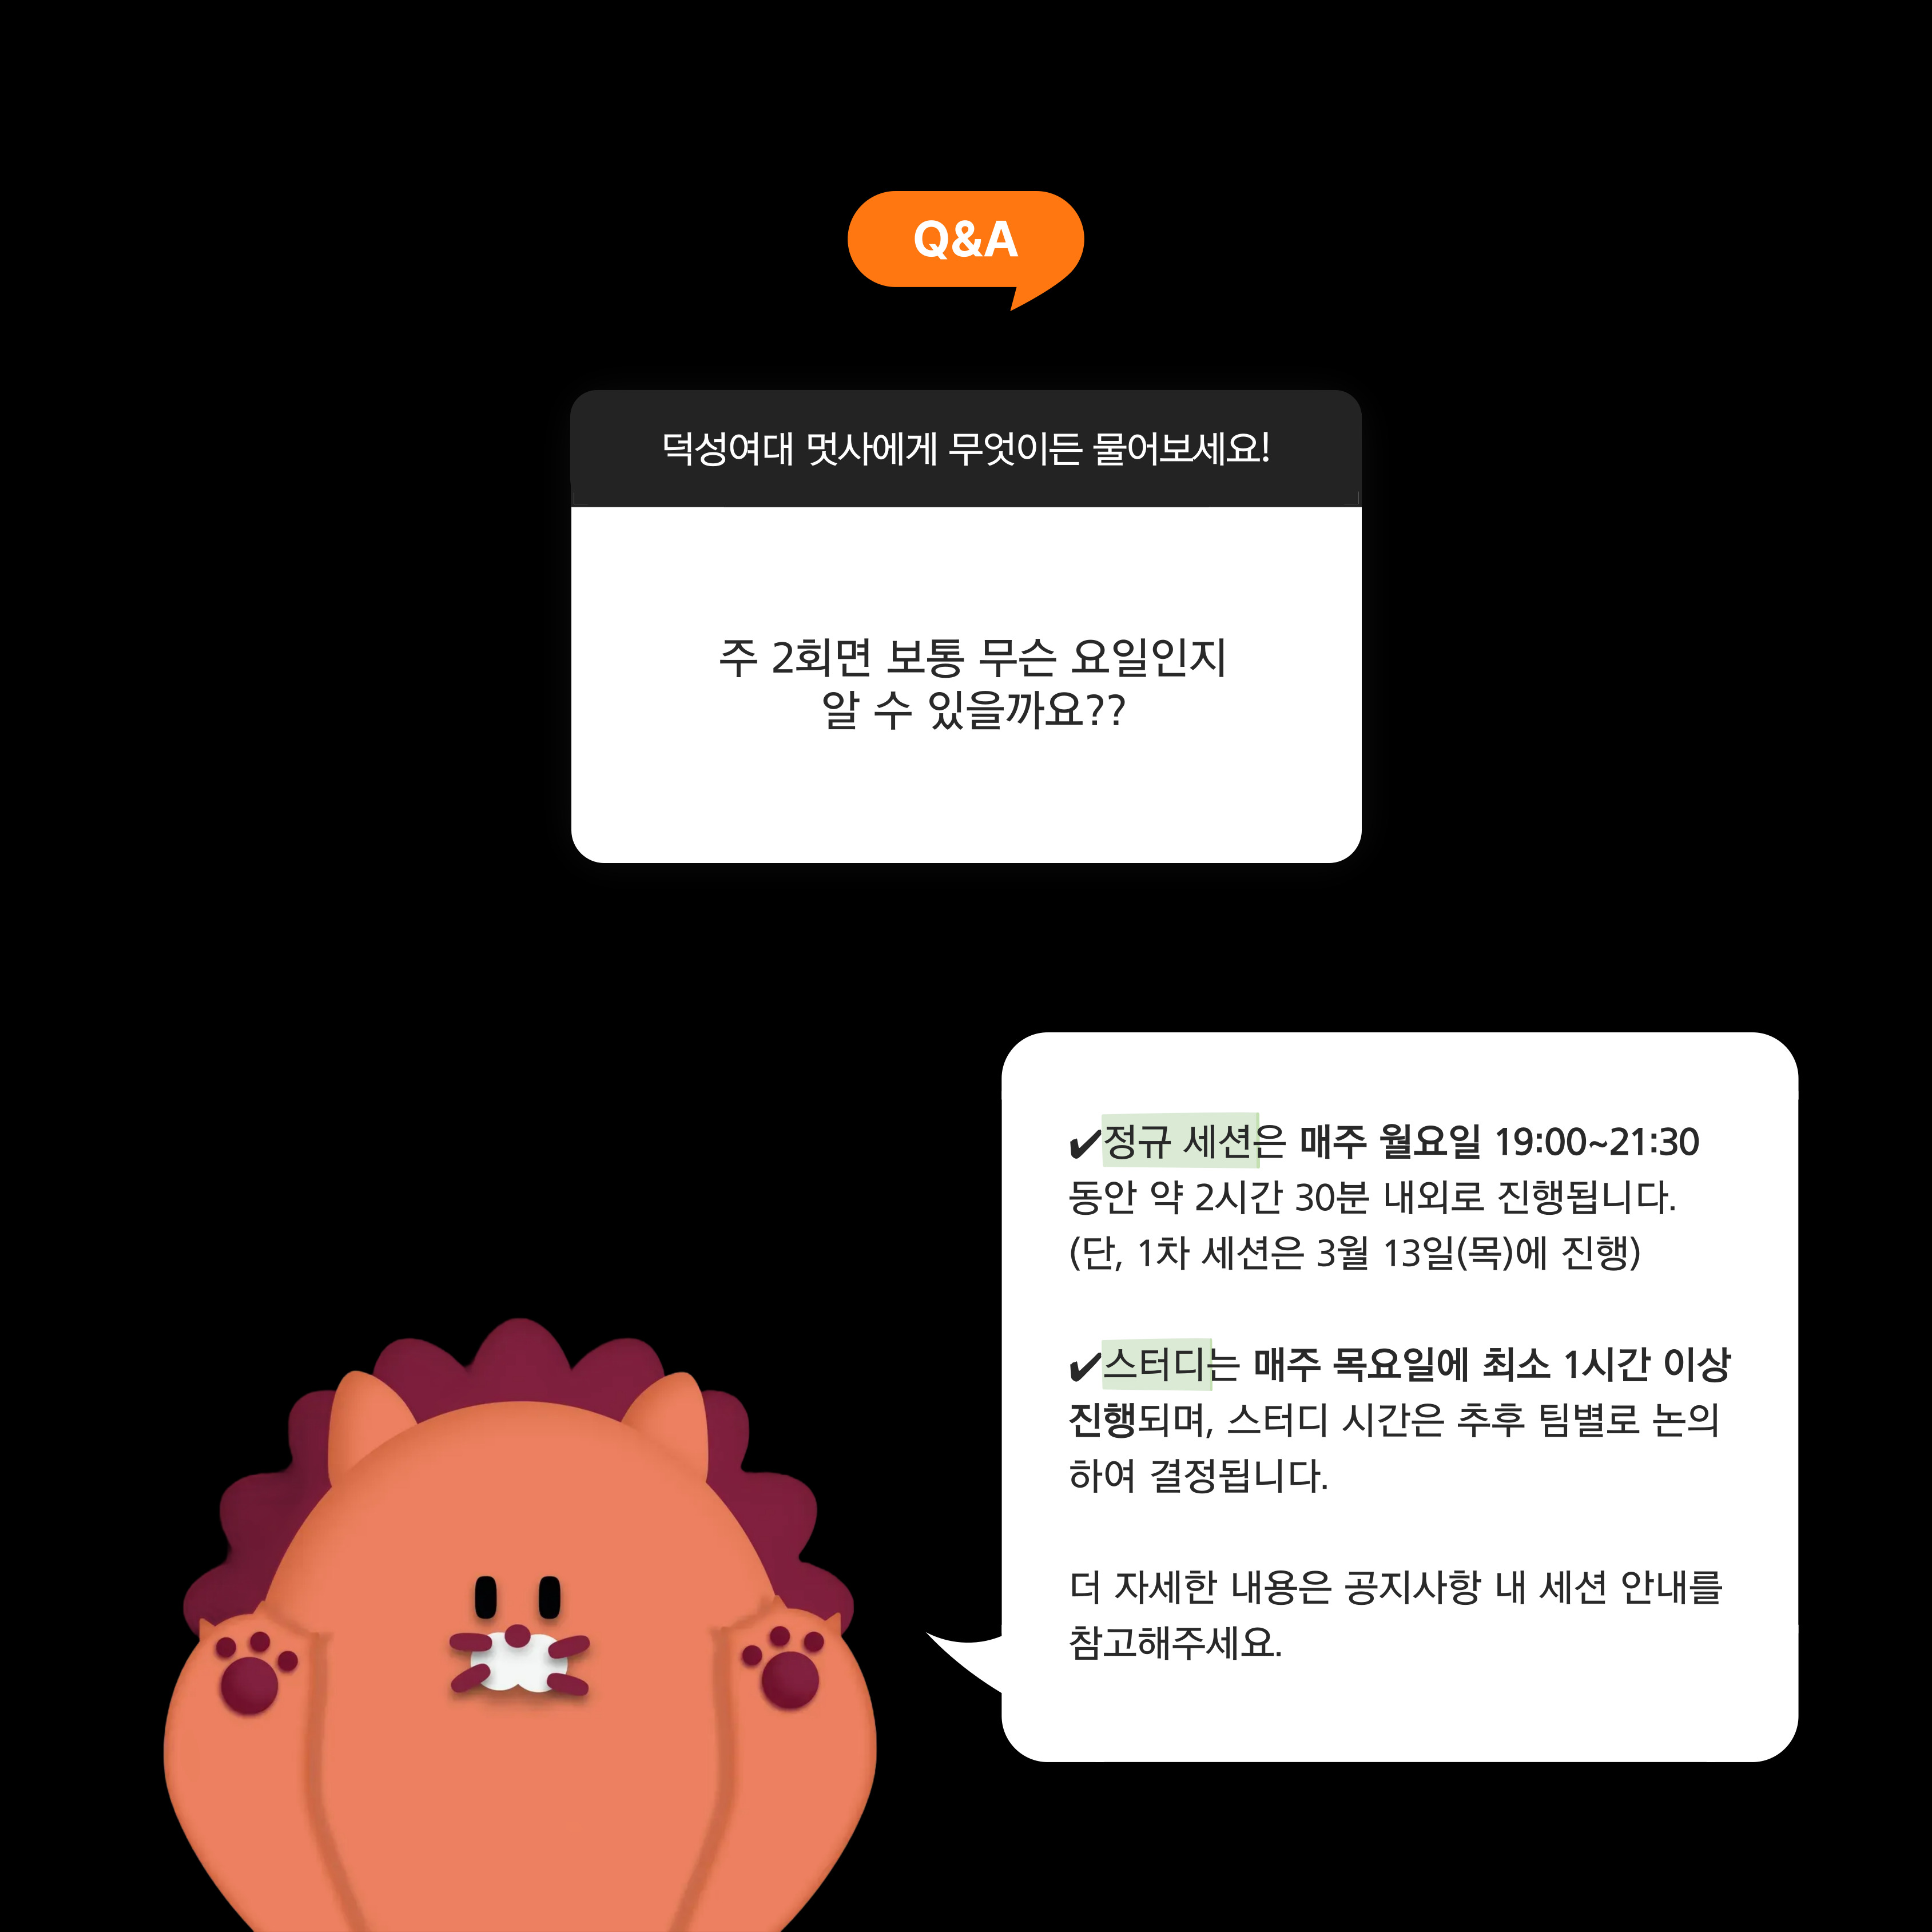 Q&A
덕성여대 멋사에게 무엇이든 물어보세요!
주 2회면 보통 무슨 요일인지
알 수 있을까요??
✔정규 세션은 매주 월요일 19:00~21:30
동안 약 2시간 30분 내외로 진행됩니다.
(단, 1차 세션은 3월 13일(목)에 진행)
✔스터디는 매주 목요일에 최소 1시간 이상
진행되며, 스터디 시간은 추후 팀별로 논의
하여 결정됩니다.
더 자세한 내용은 공지사항 내 세션 안내를
참고해주세요.